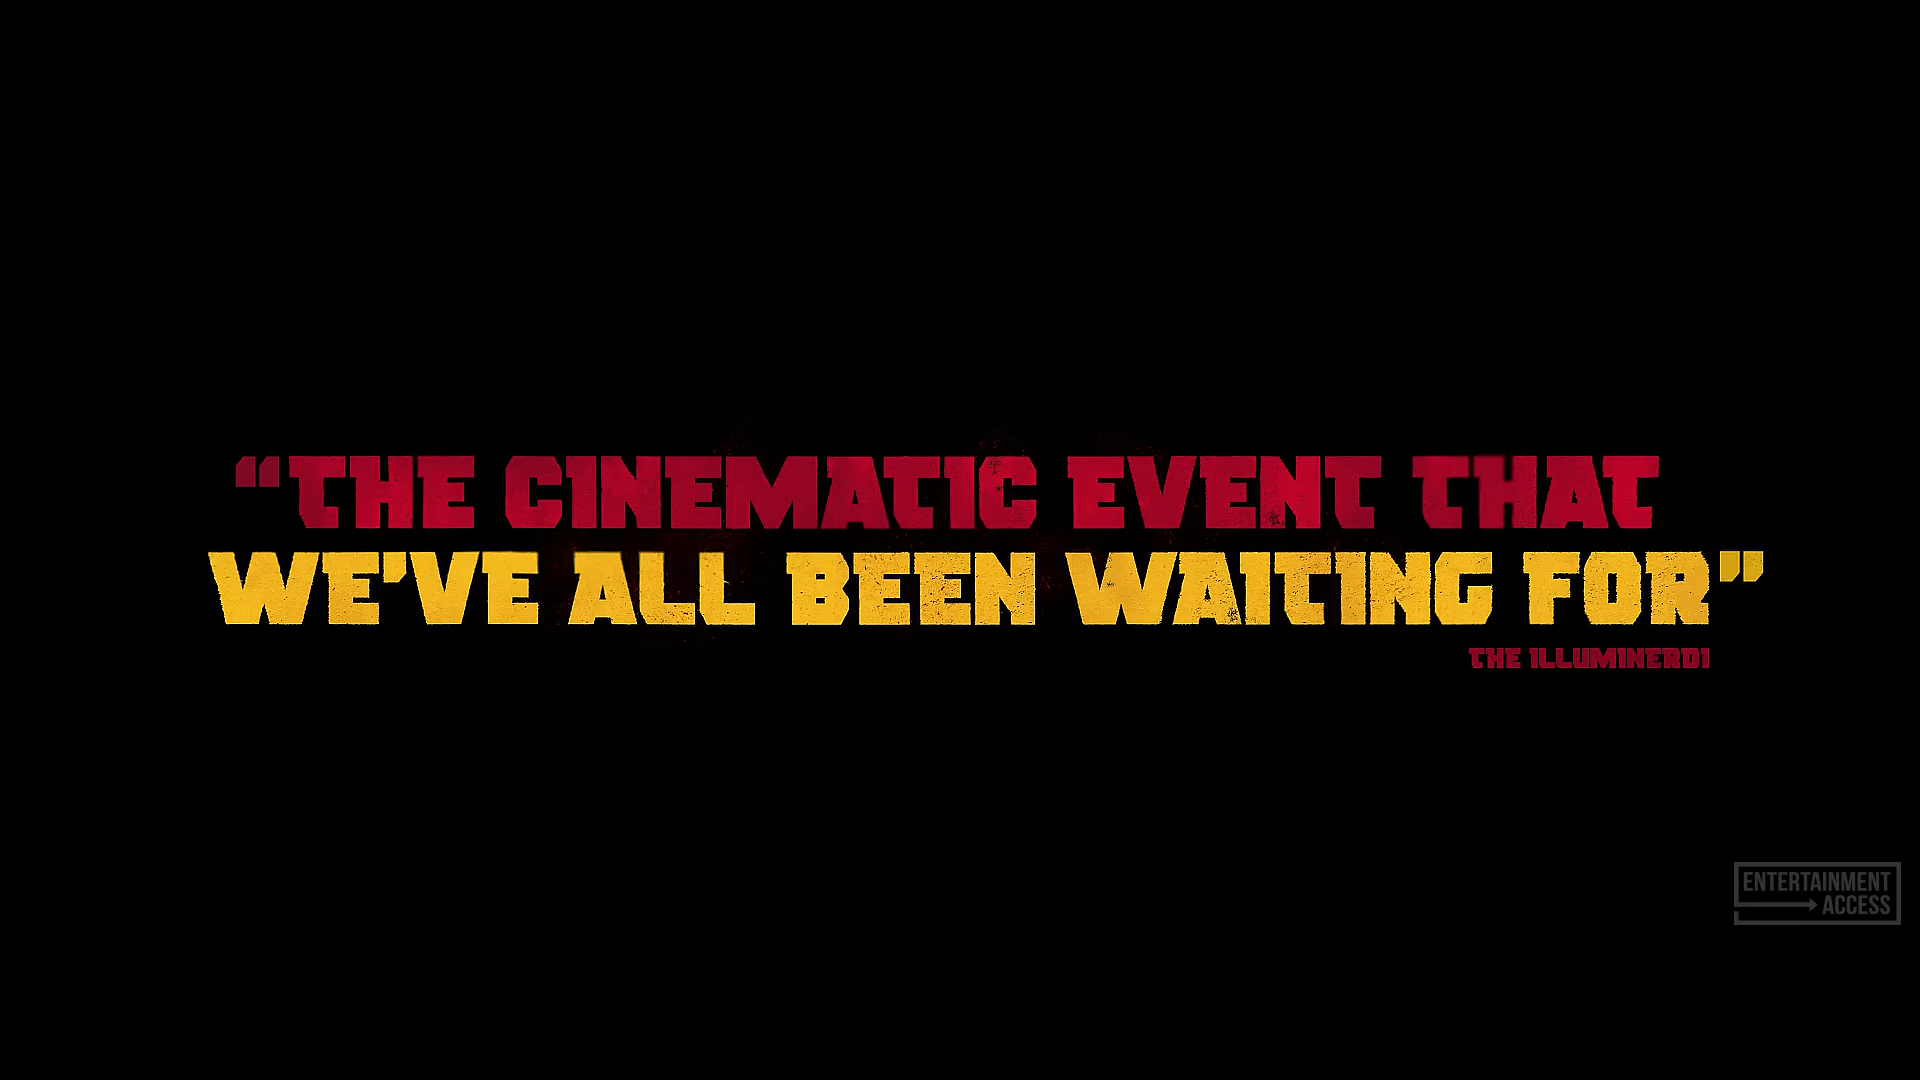 “THE CINEMATIC EVENT THAT
WE'VE ALL BEEN WAITING FOR”
THE ILLUMINERDI
ENTERTAINMENT
ACCESS